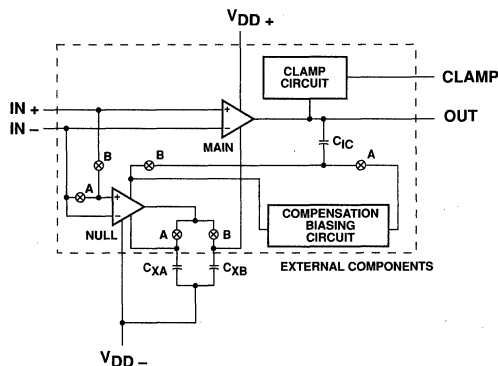 VDD +
CLAMP
CIRCUIT
CLAMP
IN +
IN –
+
–
MAIN
OUT
B
B
CIC
A
A
+
–
NULL
A
B
COMPENSATION
BIASING
CIRCUIT
CXA
CXB
EXTERNAL COMPONENTS
VDD –